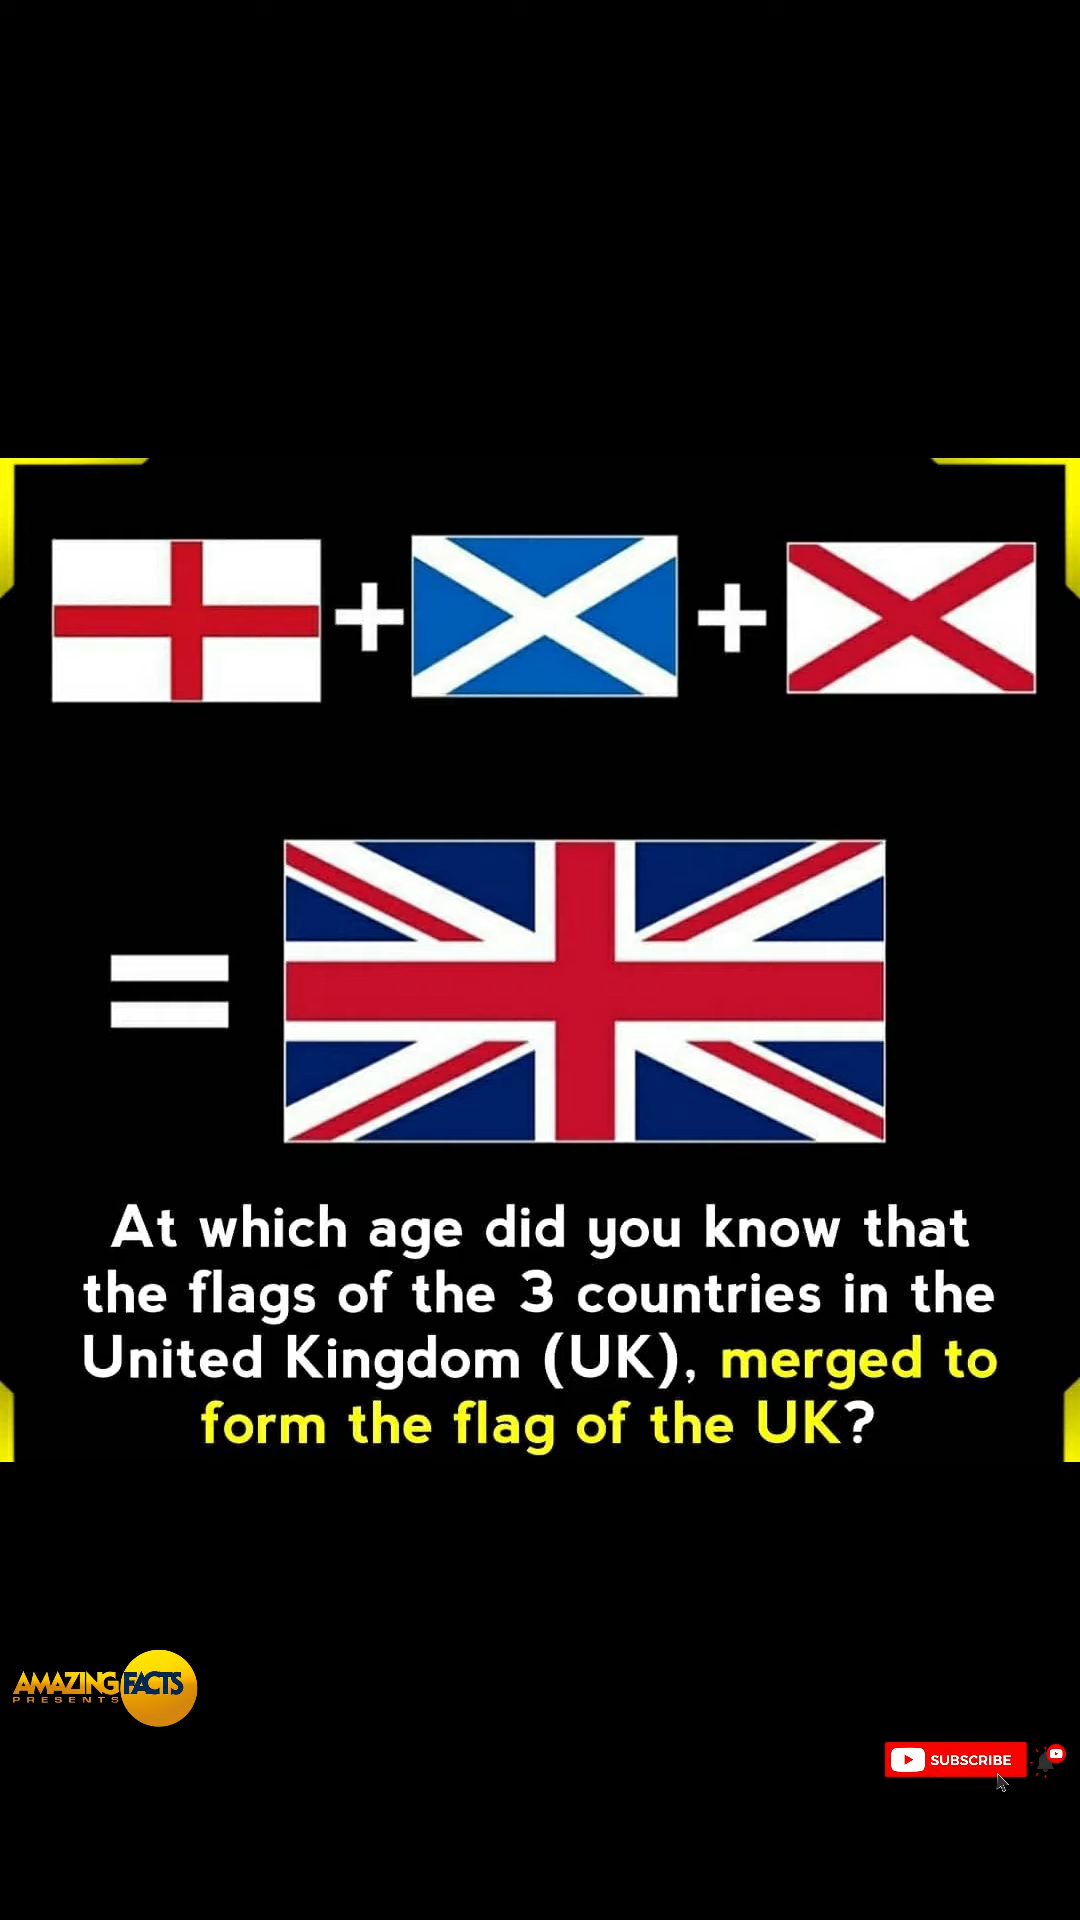 At which age did you know that
the flags of the 3 countries in the
United Kingdom (UK), merged to
form the flag of the UK?
AMAZING FACTS
PRESENTS
SUBSCRIBE